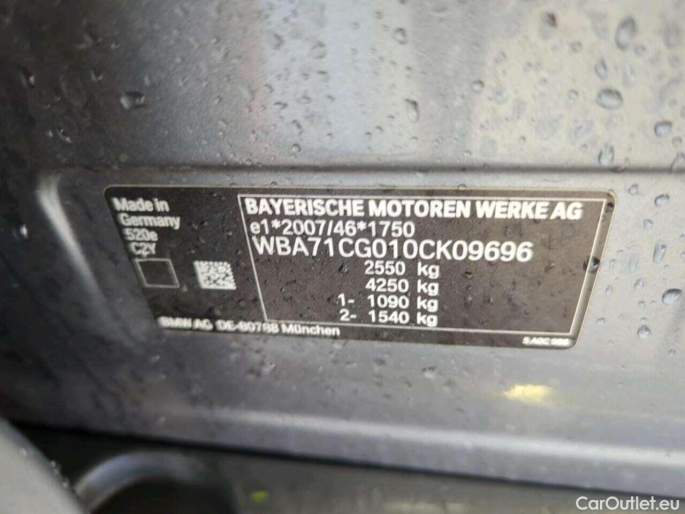 Made in
Germany
520e
C2Y
BAYERISCHE MOTOREN WERKE AG
e1*2007/46*1750
WBA71CG010CK09696
2550 kg
4250 kg
1- 1090 kg
2- 1540 kg
BMW AG DE-80788 München
CarOutlet.eu